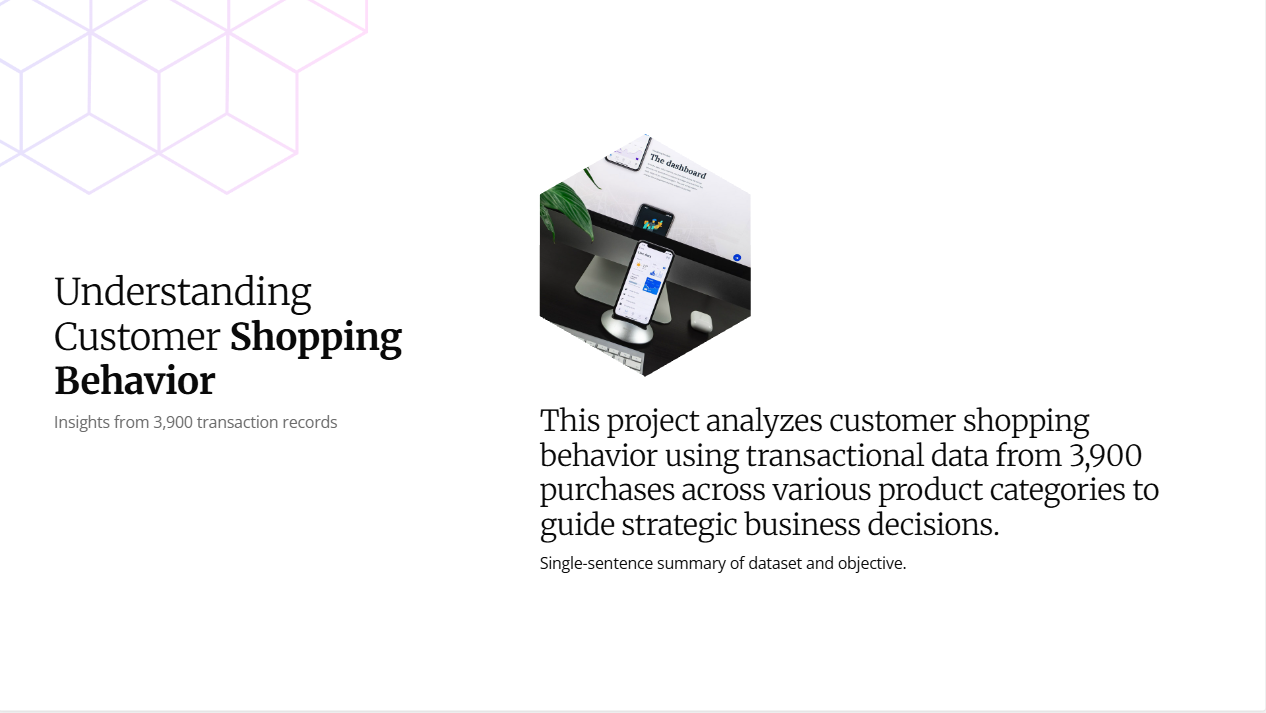 Understanding
Customer Shopping
Behavior
Insights from 3,900 transaction records
The dashboard
This project analyzes customer shopping
behavior using transactional data from 3,900
purchases across various product categories to
guide strategic business decisions.
Single-sentence summary of dataset and objective.